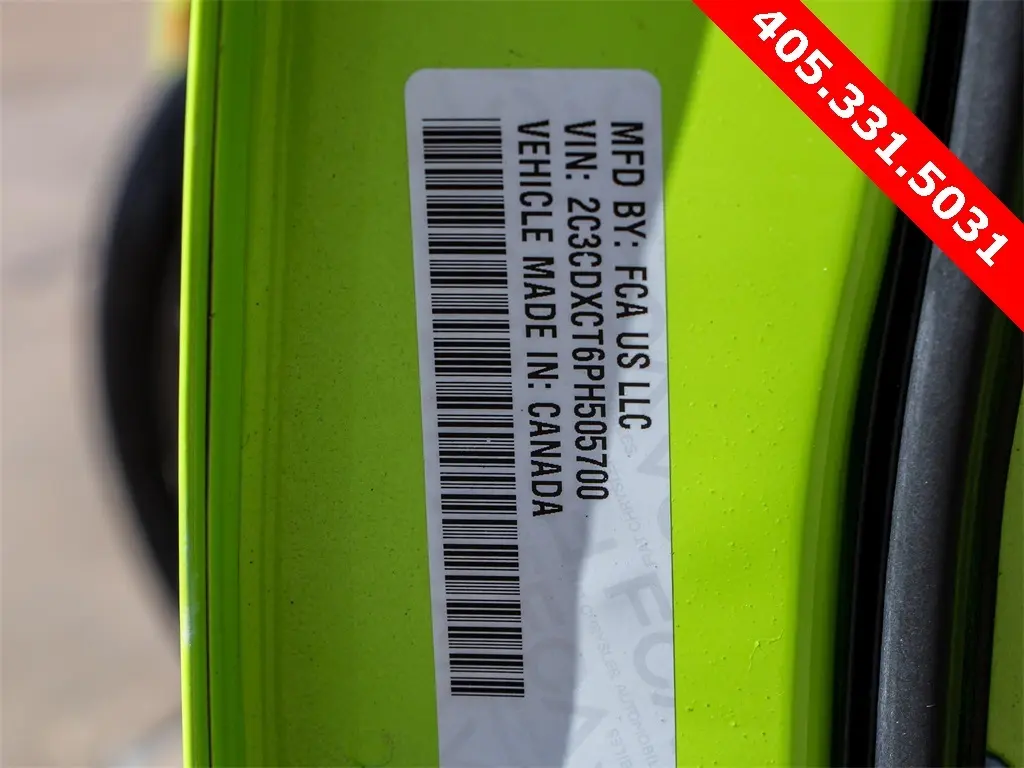 MFD BY: FCA US LLC
VIN: 2C3CDXCT6PH505700
VEHICLE MADE IN: CANADA
405.331.5031